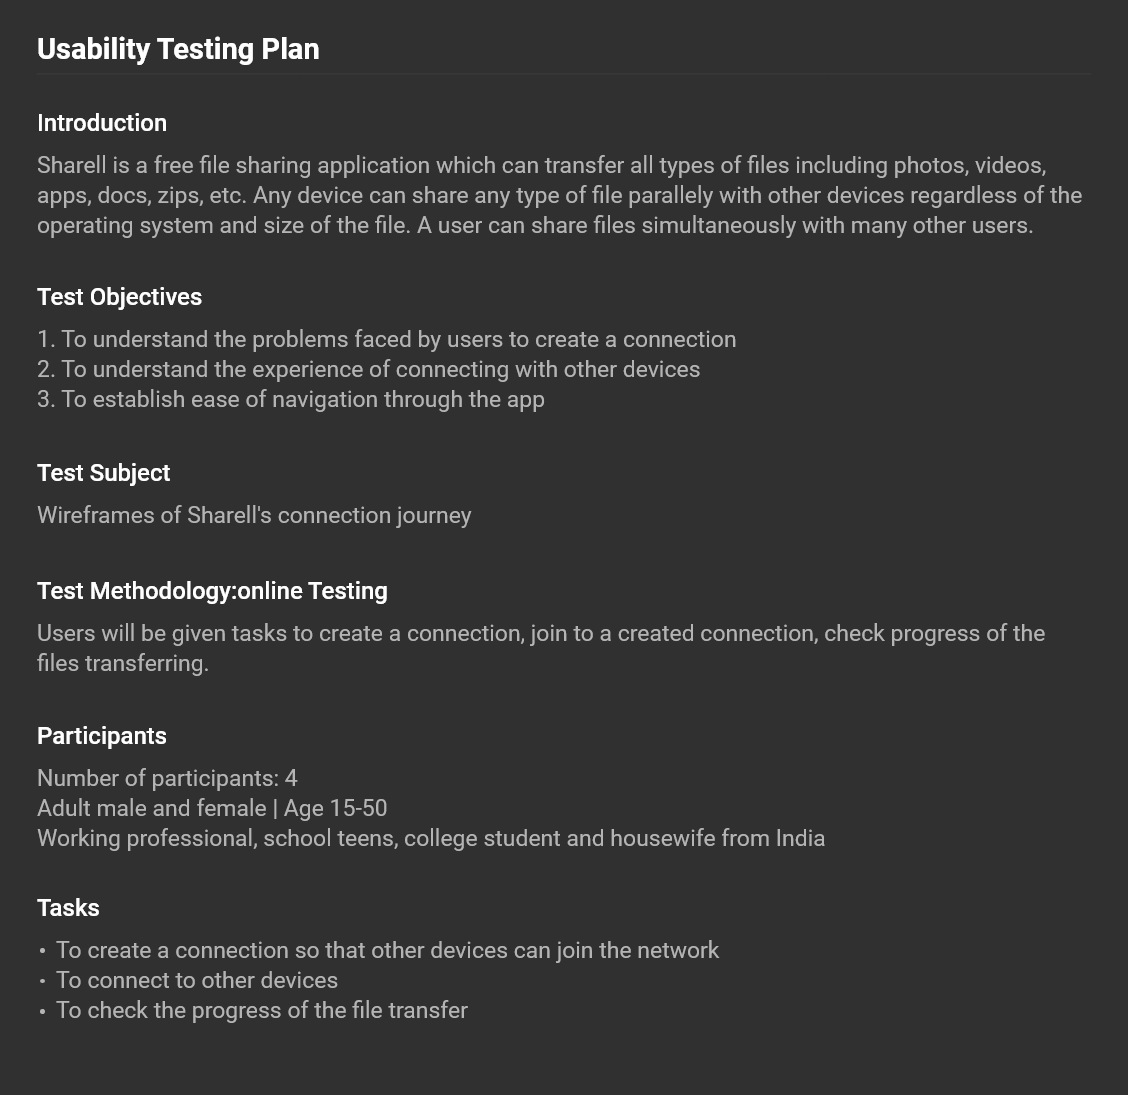 Usability Testing Plan
Introduction
Sharell is a free file sharing application which can transfer all types of files including photos, videos,
apps, docs, zips, etc. Any device can share any type of file parallely with other devices regardless of the
operating system and size of the file. A user can share files simultaneously with many other users.
Test Objectives
1. To understand the problems faced by users to create a connection
2. To understand the experience of connecting with other devices
3. To establish ease of navigation through the app
Test Subject
Wireframes of Sharell's connection journey
Test Methodology:online Testing
Users will be given tasks to create a connection, join to a created connection, check progress of the
files transferring.
Participants
Number of participants: 4
Adult male and female | Age 15-50
Working professional, school teens, college student and housewife from India
Tasks
• To create a connection so that other devices can join the network
• To connect to other devices
• To check the progress of the file transfer